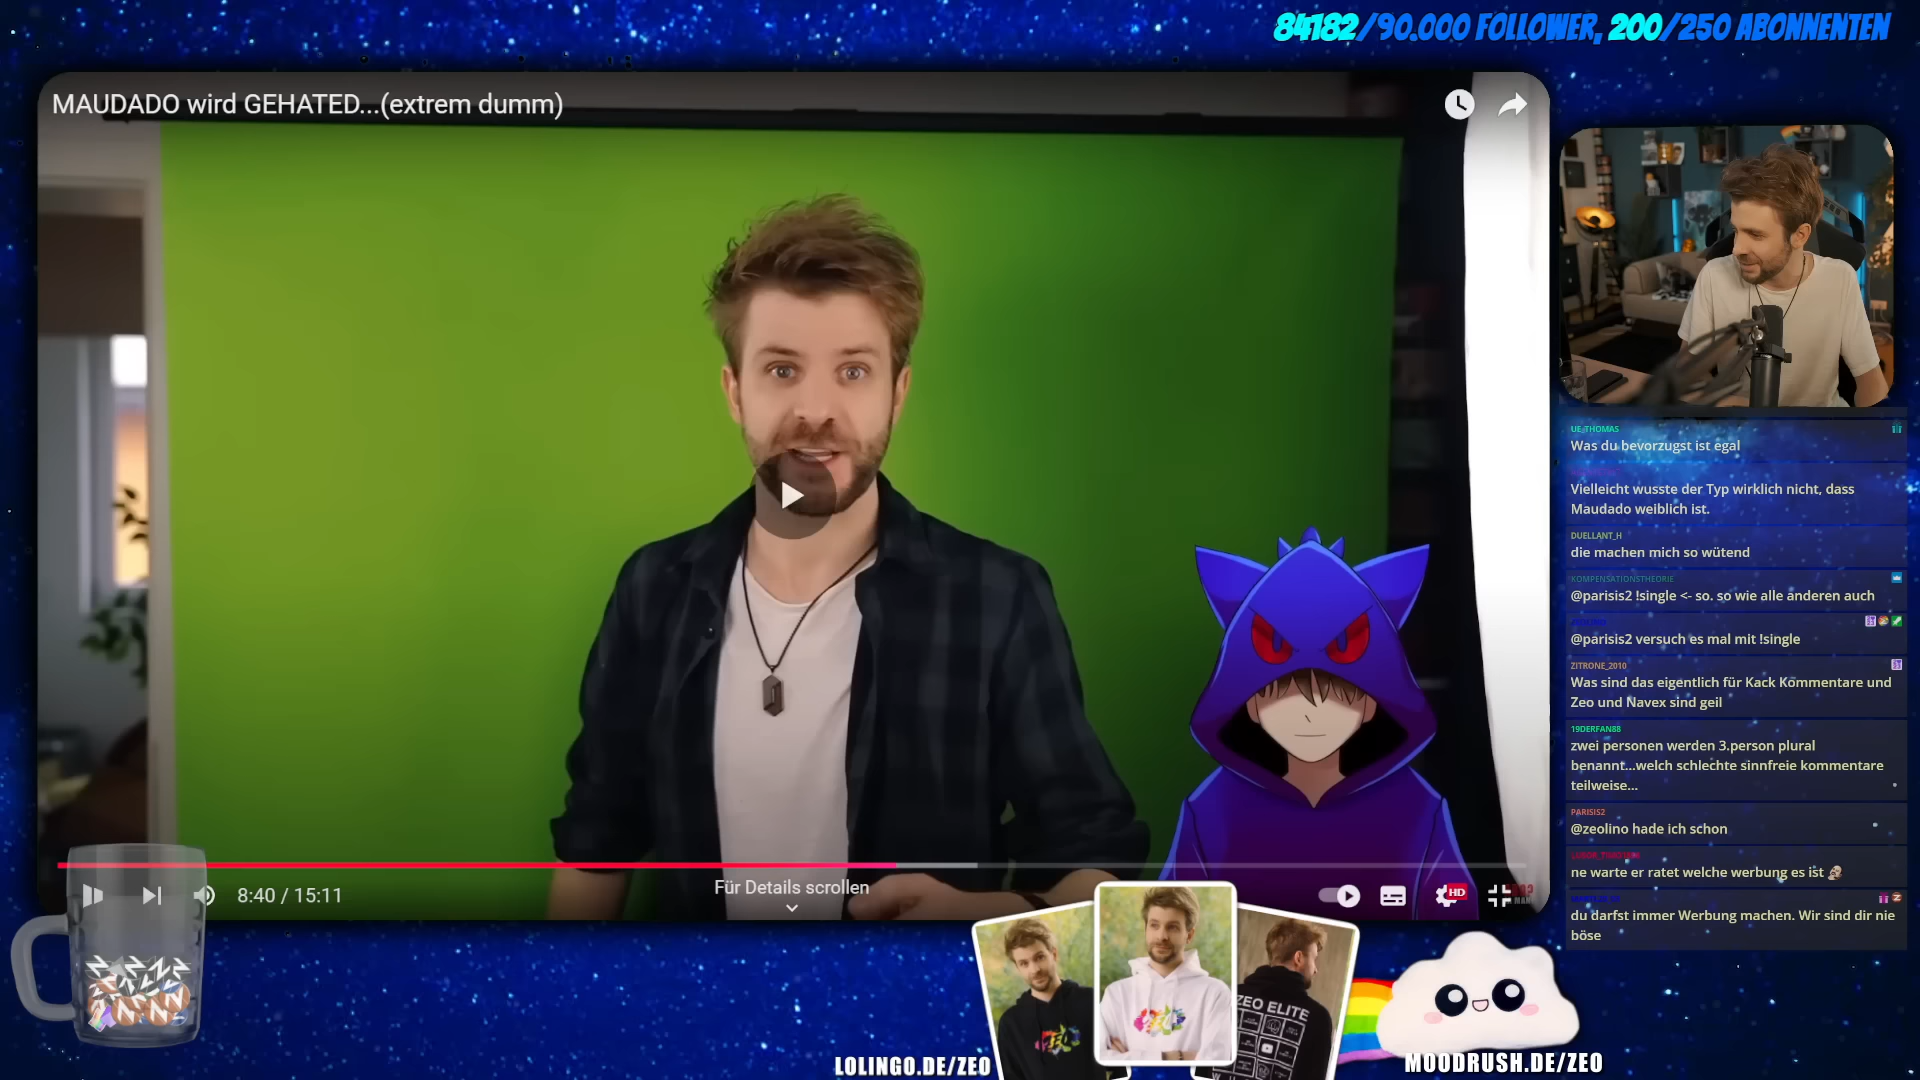 84182/90.000 FOLLOWER, 200/250 ABONNENTEN
MAUDADO wird GEHATED...(extrem dumm)
UE_THOMAS
Was du bevorzugst ist egal
Vielleicht wusste der Typ wirklich nicht, dass
Maudado weiblich ist.
DUELLANT_H
die machen mich so wütend
KOMPENSATIONSTHEORIE
@parisis2 !single <- so. so wie alle anderen auch
@parisis2 versuch es mal mit !single
ZITRONE_2010
Was sind das eigentlich für Kack Kommentare und
Zeo und Navex sind geil
19DERFAN88
zwei personen werden 3.person plural
benannt...welch schlechte sinnfreie kommentare
teilweise...
PARISIS2
@zeolino hade ich schon
ne warte er ratet welche werbung es ist
du darfst immer Werbung machen. Wir sind dir nie
böse
Für Details scrollen
8:40 / 15:11
HD
ZEO ELITE
LOLINGO.DE/ZEO
MOODRUSH.DE/ZEO